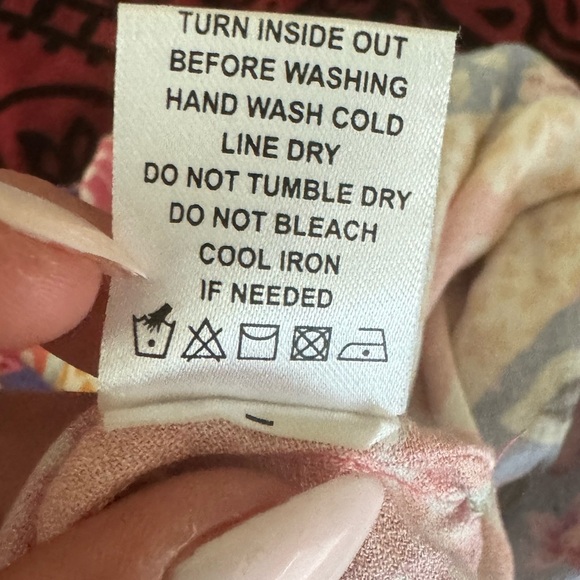 TURN INSIDE OUT
BEFORE WASHING
HAND WASH COLD
LINE DRY
DO NOT TUMBLE DRY
DO NOT BLEACH
COOL IRON
IF NEEDED